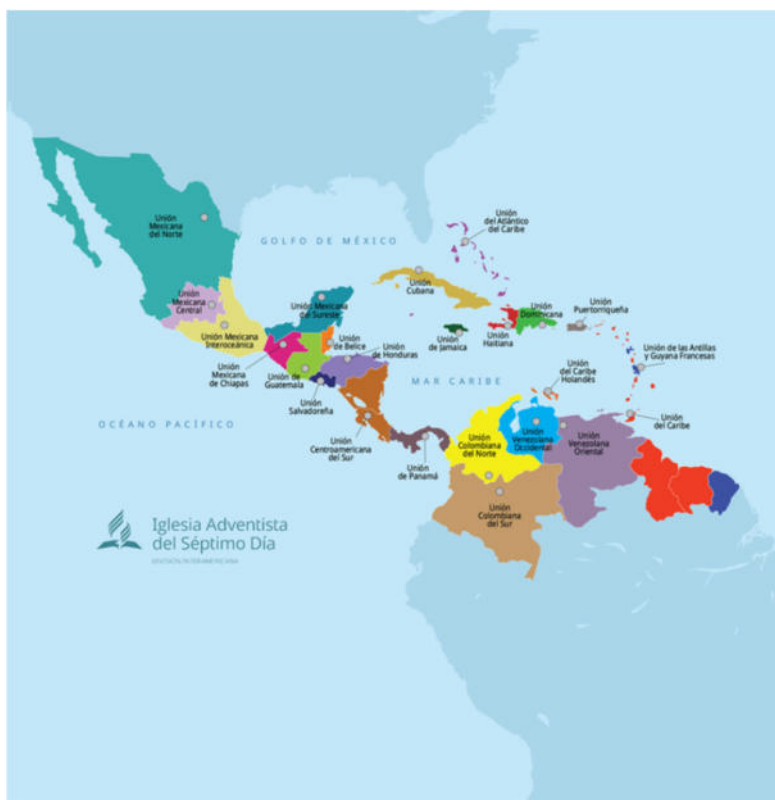 Unión
Mexicana
del Norte
GOLFO DE MÉXICO
Unión
del Atlántico
del Caribe
Unión
Cubana
Unión
Mexicana
Central
Unión Mexicana
del Sureste
Unión Mexicana
Interoceánica
Unión
Dominicana
Unión
Puertorriqueña
Unión
de Jamaica
Unión
Haitiana
Unión
de Belice
Unión
de Honduras
Unión de las Antillas
y Guyana Francesas
Unión
Mexicana
de Chiapas
Unión de
Guatemala
Unión
Salvadoreña
MAR CARIBE
Unión
del Caribe
Holandés
OCÉANO PACÍFICO
Unión
del Caribe
Unión
Centroamericana
del Sur
Unión
de Panamá
Unión
Colombiana
del Norte
Unión
Venezolana
Occidental
Unión
Venezolana
Oriental
Unión
Colombiana
del Sur
Iglesia Adventista
del Séptimo Día
DIVISIÓN INTERAMERICANA